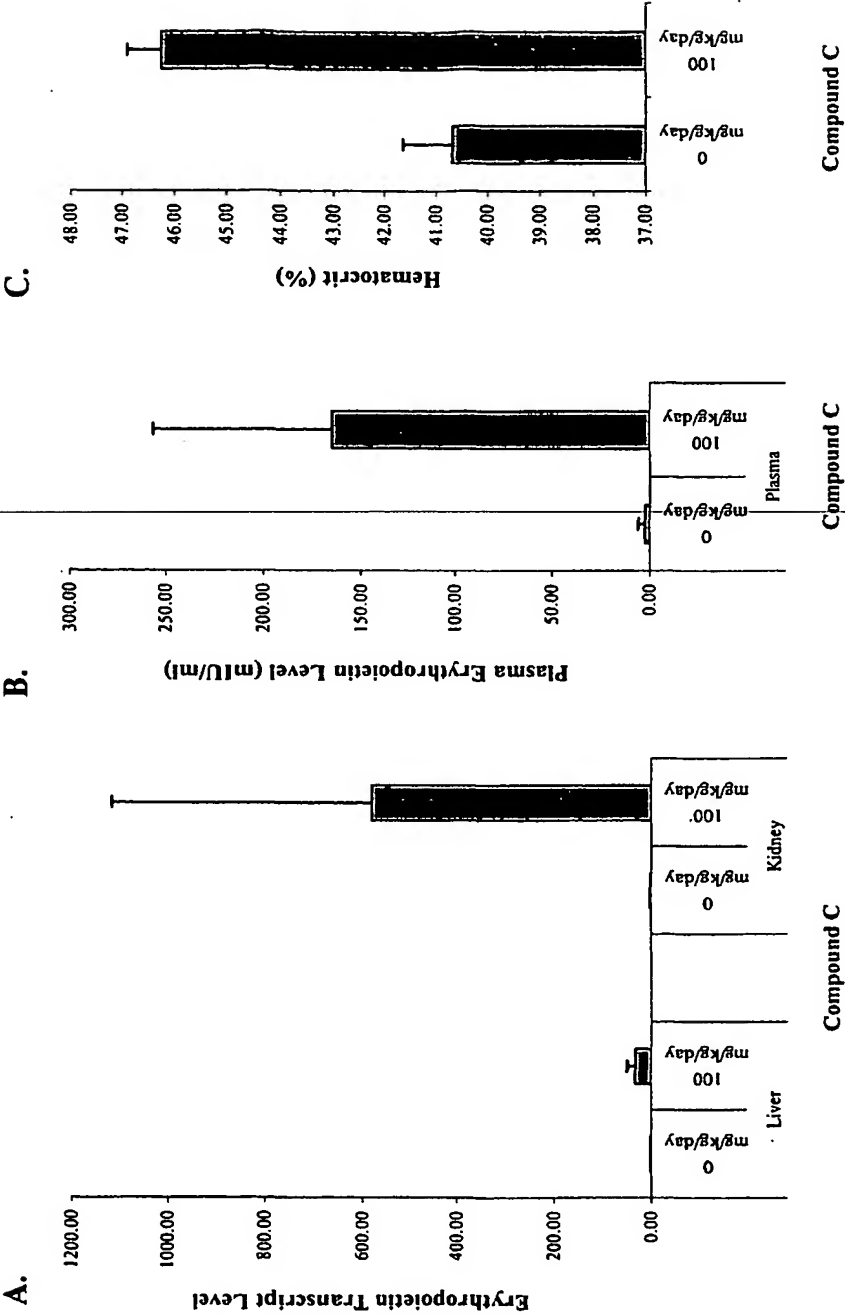 A.
Erythropoietin Transcript Level
1200.00
1000.00
800.00
600.00
400.00
200.00
0.00
0
mg/kg/day
100
mg/kg/day
Liver
0
mg/kg/day
100
mg/kg/day
Kidney
Compound C
B.
Plasma Erythropoietin Level (mIU/ml)
300.00
250.00
200.00
150.00
100.00
50.00
0.00
0
mg/kg/day
100
mg/kg/day
Plasma
Compound C
C.
Hematocrit (%)
48.00
47.00
46.00
45.00
44.00
43.00
42.00
41.00
40.00
39.00
38.00
37.00
0
mg/kg/day
100
mg/kg/day
Compound C